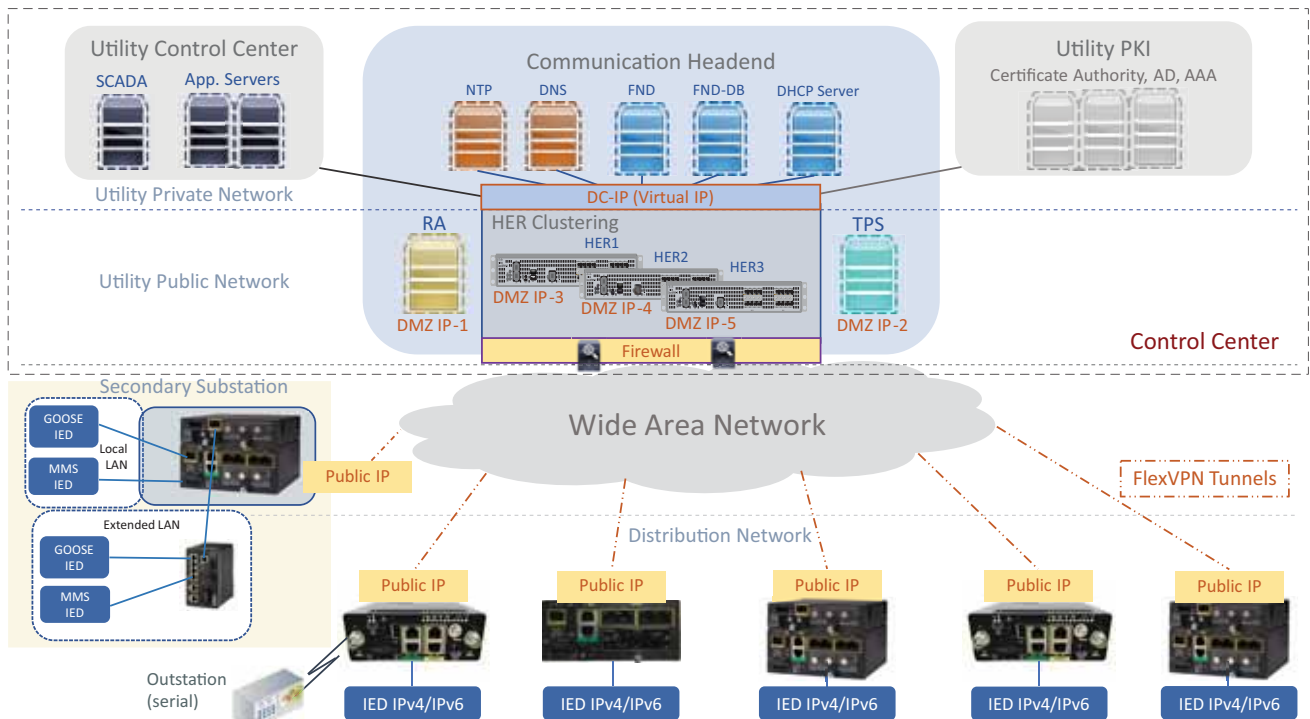 Utility Control Center
SCADA
App. Servers
Communication Headend
NTP
DNS
FND
FND-DB
DHCP Server
Utility PKI
Certificate Authority, AD, AAA
Utility Private Network
DC-IP (Virtual IP)
RA
HER Clustering
HER1
HER2
HER3
TPS
Utility Public Network
DMZ IP-3
DMZ IP-4
DMZ IP-5
DMZ IP-1
DMZ IP-2
Firewall
Control Center
Secondary Substation
GOOSE
IED
Local
LAN
MMS
IED
Public IP
Wide Area Network
FlexVPN Tunnels
Extended LAN
GOOSE
IED
MMS
IED
Distribution Network
Public IP
Public IP
Public IP
Public IP
Public IP
Outstation
(serial)
IED IPv4/IPv6
IED IPv4/IPv6
IED IPv4/IPv6
IED IPv4/IPv6
IED IPv4/IPv6